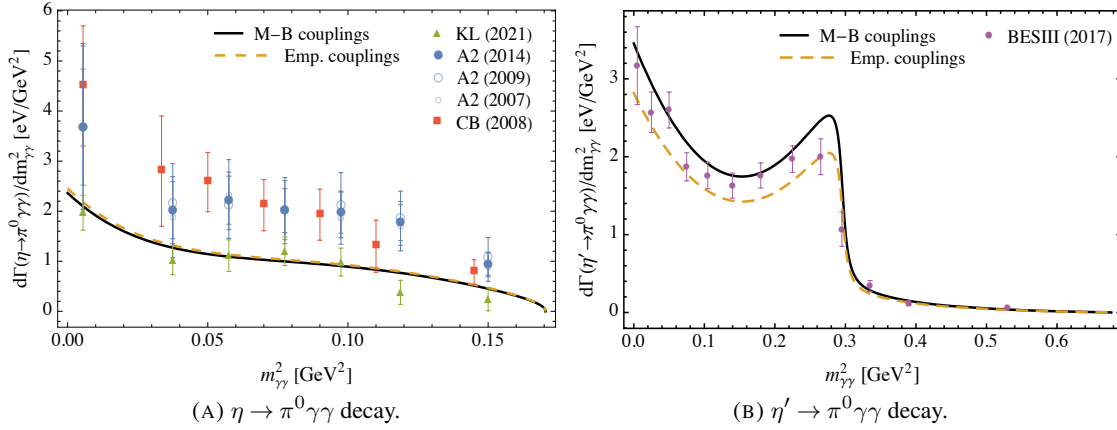 dΓ(η→π⁰γγ)/dm²γγ [eV/GeV²]
6
5
4
3
2
1
0
M−B couplings
Emp. couplings
KL (2021)
A2 (2014)
A2 (2009)
A2 (2007)
CB (2008)
0.00 0.05 0.10 0.15
m²γγ [GeV²]
(A) η → π⁰γγ decay.
dΓ(η′→π⁰γγ)/dm²γγ [eV/GeV²]
3
2
1
0
M−B couplings
Emp. couplings
BESIII (2017)
0.0 0.1 0.2 0.3 0.4 0.5 0.6
m²γγ [GeV²]
(B) η′ → π⁰γγ decay.